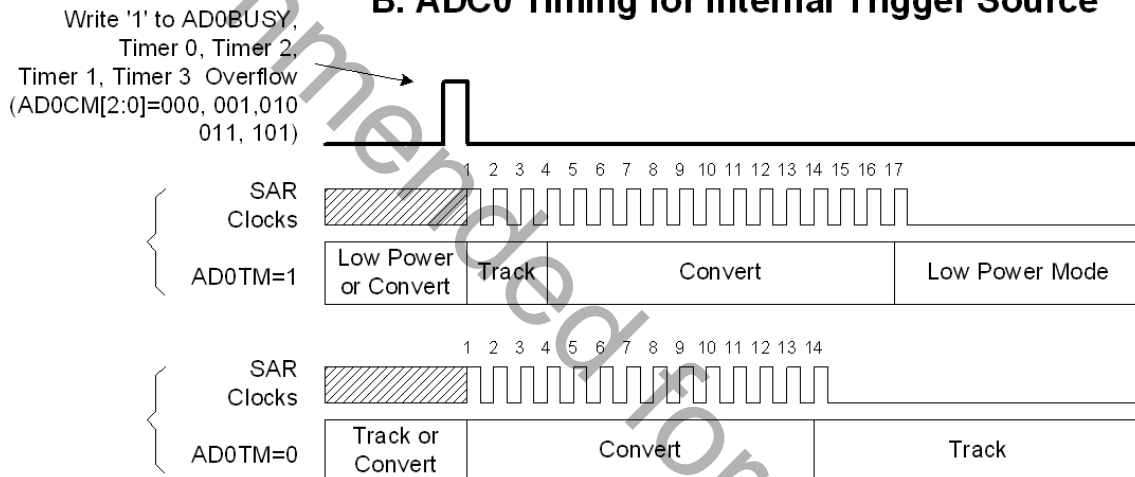 B. ADC0 Timing for Internal Trigger Source
Write '1' to AD0BUSY,
Timer 0, Timer 2,
Timer 1, Timer 3 Overflow
(AD0CM[2:0]=000, 001,010
011, 101)
1 2 3 4 5 6 7 8 9 10 11 12 13 14 15 16 17
SAR
Clocks
AD0TM=1
Low Power
or Convert
Track
Convert
Low Power Mode
1 2 3 4 5 6 7 8 9 10 11 12 13 14
SAR
Clocks
AD0TM=0
Track or
Convert
Convert
Track
nmended for